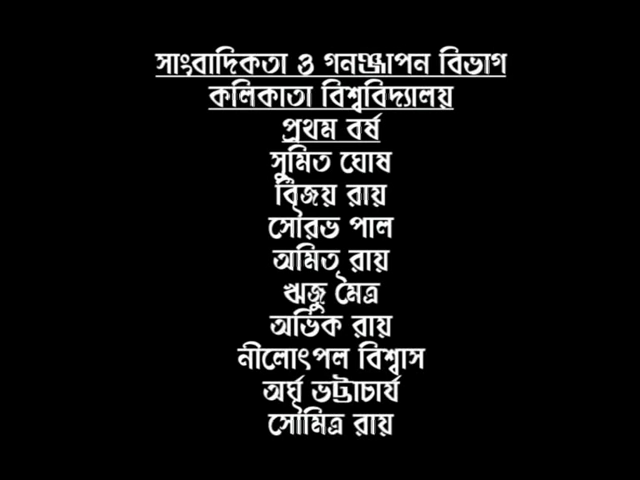 সাংবাদিকতা ও গনজ্ঞাপন বিভাগ
কলিকাতা বিশ্ববিদ্যালয়
প্রথম বর্ষ
সুমিত ঘোষ
বিজয় রায়
সৌরভ পাল
অমিত রায়
ঋজু মৈত্র
অভিক রায়
নীলোৎপল বিশ্বাস
অর্ঘ ভট্টাচার্য
সৌমিত্র রায়